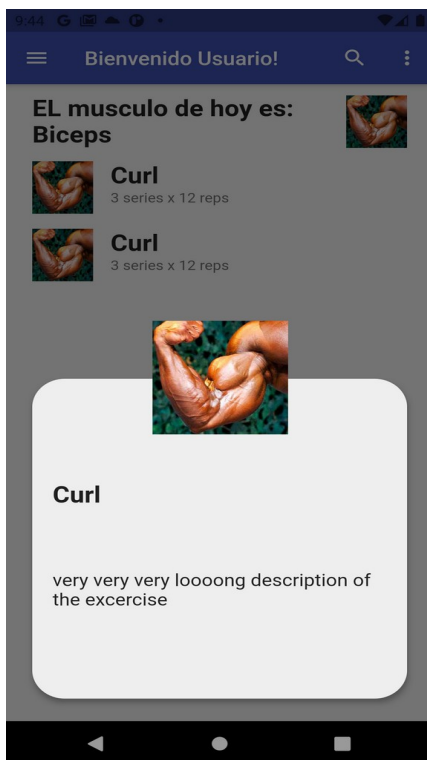 9:44
Bienvenido Usuario!
EL musculo de hoy es:
Biceps
Curl
3 series x 12 reps
Curl
3 series x 12 reps
Curl
very very very loooong description of
the excercise